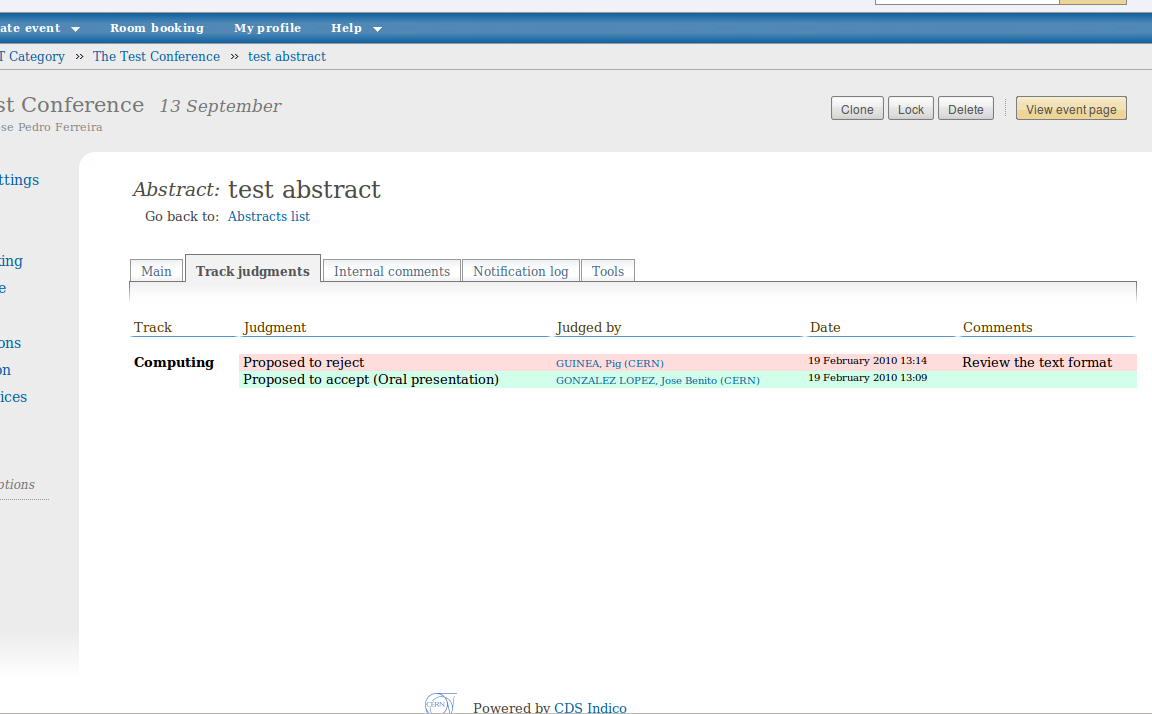 ate event Room booking My profile Help
T Category » The Test Conference » test abstract
st Conference 13 September
Clone Lock Delete View event page
se Pedro Ferreira
ttings
Abstract: test abstract
Go back to: Abstracts list
king
Main Track judgments Internal comments Notification log Tools
e
Track Judgment Judged by Date Comments
ons
Computing Proposed to reject GUINEA, Pig (CERN) 19 February 2010 13:14 Review the text format
on
Proposed to accept (Oral presentation) GONZALEZ LOPEZ, Jose Benito (CERN) 19 February 2010 13:09
ices
ptions
CERN Powered by CDS Indico